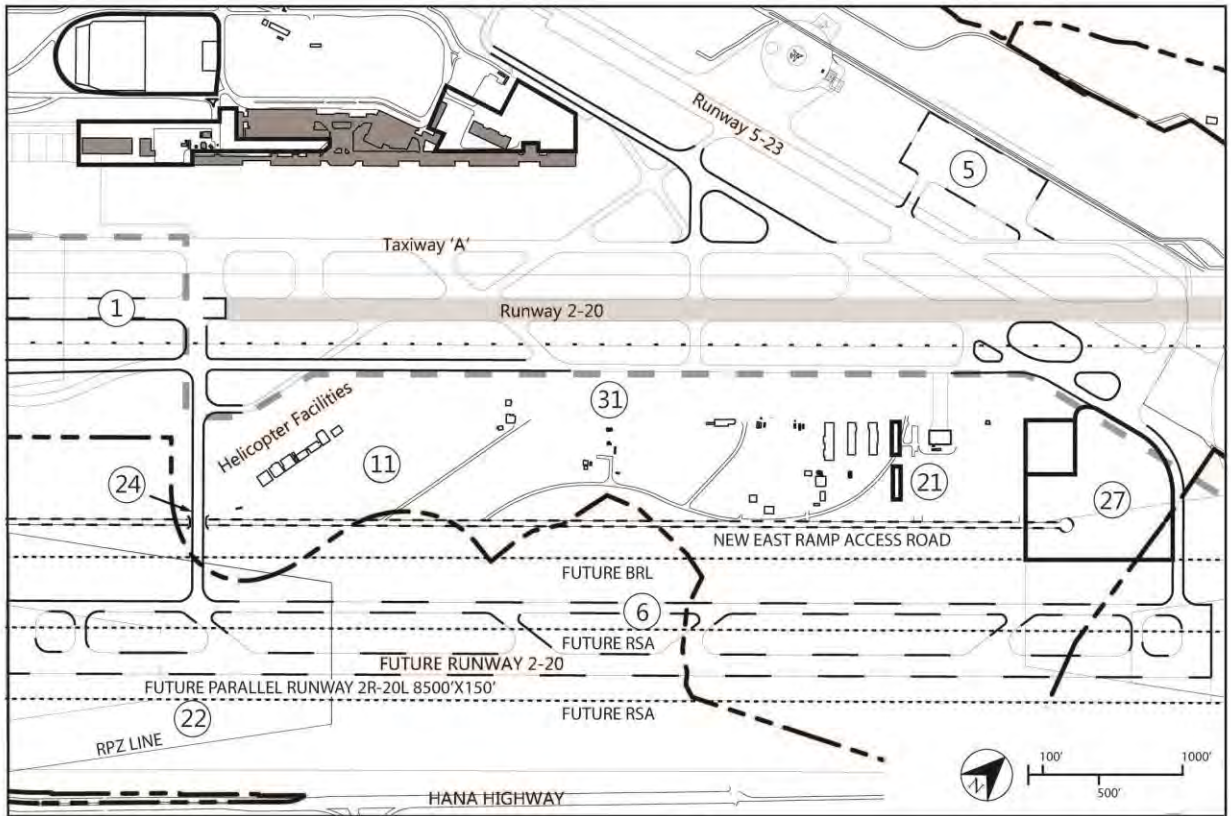 Runway 5-23
5
Taxiway 'A'
1
Runway 2-20
31
Helicopter Facilities
11
24
21
27
NEW EAST RAMP ACCESS ROAD
FUTURE BRL
6
FUTURE RSA
FUTURE RUNWAY 2-20
FUTURE PARALLEL RUNWAY 2R-20L 8500'X150'
22
FUTURE RSA
RPZ LINE
N
100'
1000'
500'
HANA HIGHWAY